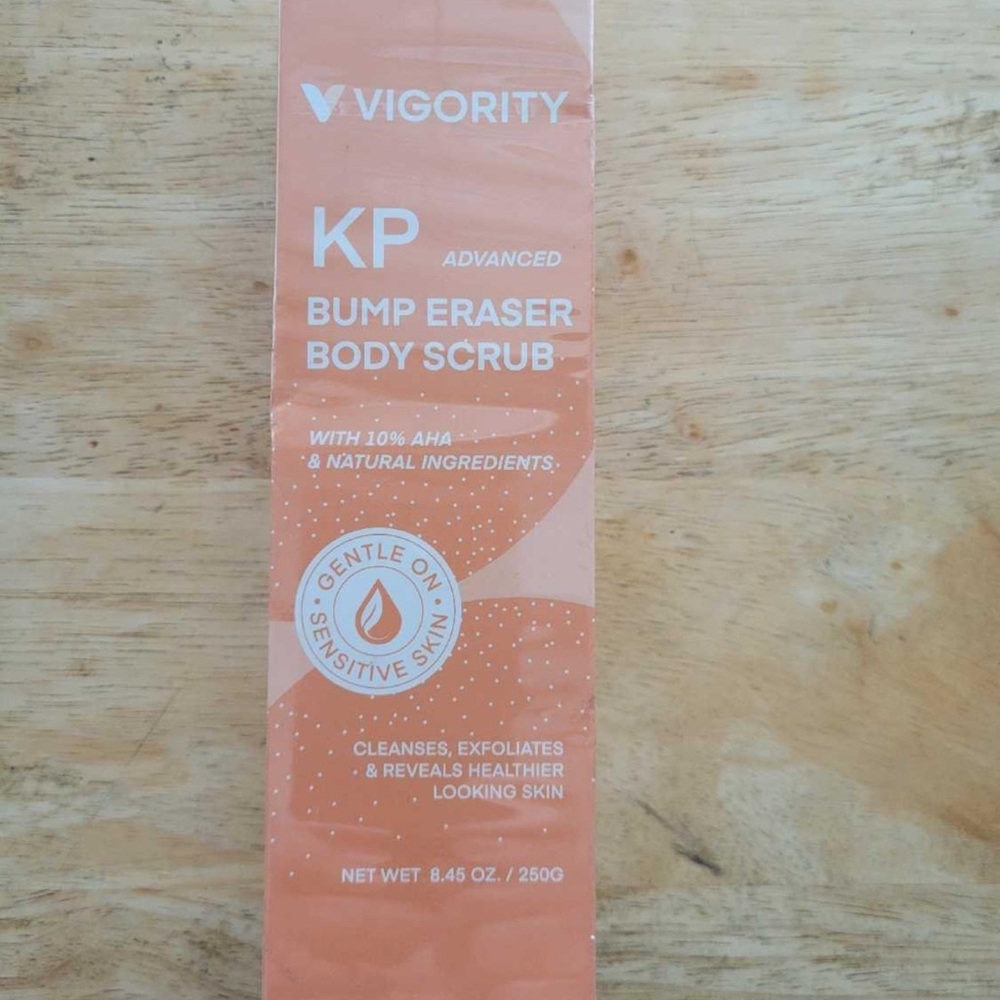 VIGORITY
KP
ADVANCED
BUMP ERASER
BODY SCRUB
WITH 10% AHA
& NATURAL INGREDIENTS
GENTLE ON
SENSITIVE SKIN
CLEANSES, EXFOLIATES
& REVEALS HEALTHIER
LOOKING SKIN
NET WET 8.45 OZ. / 250G